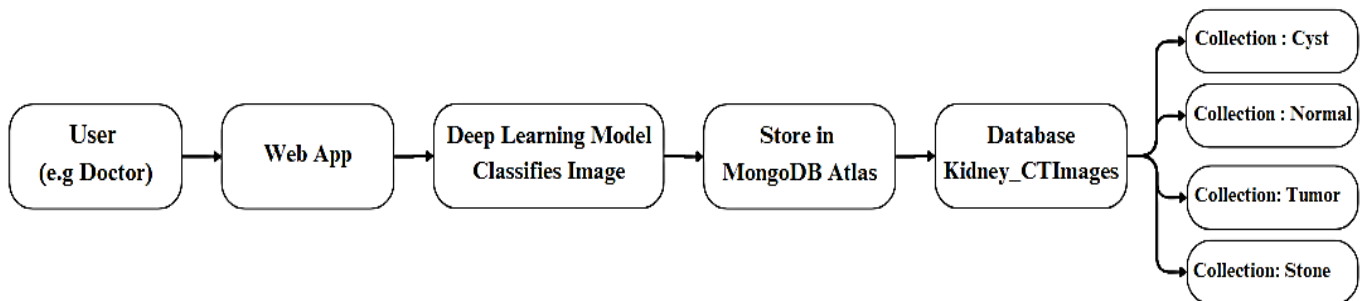 User
(e.g Doctor)
Web App
Deep Learning Model
Classifies Image
Store in
MongoDB Atlas
Database
Kidney_CTImages
Collection : Cyst
Collection : Normal
Collection: Tumor
Collection: Stone